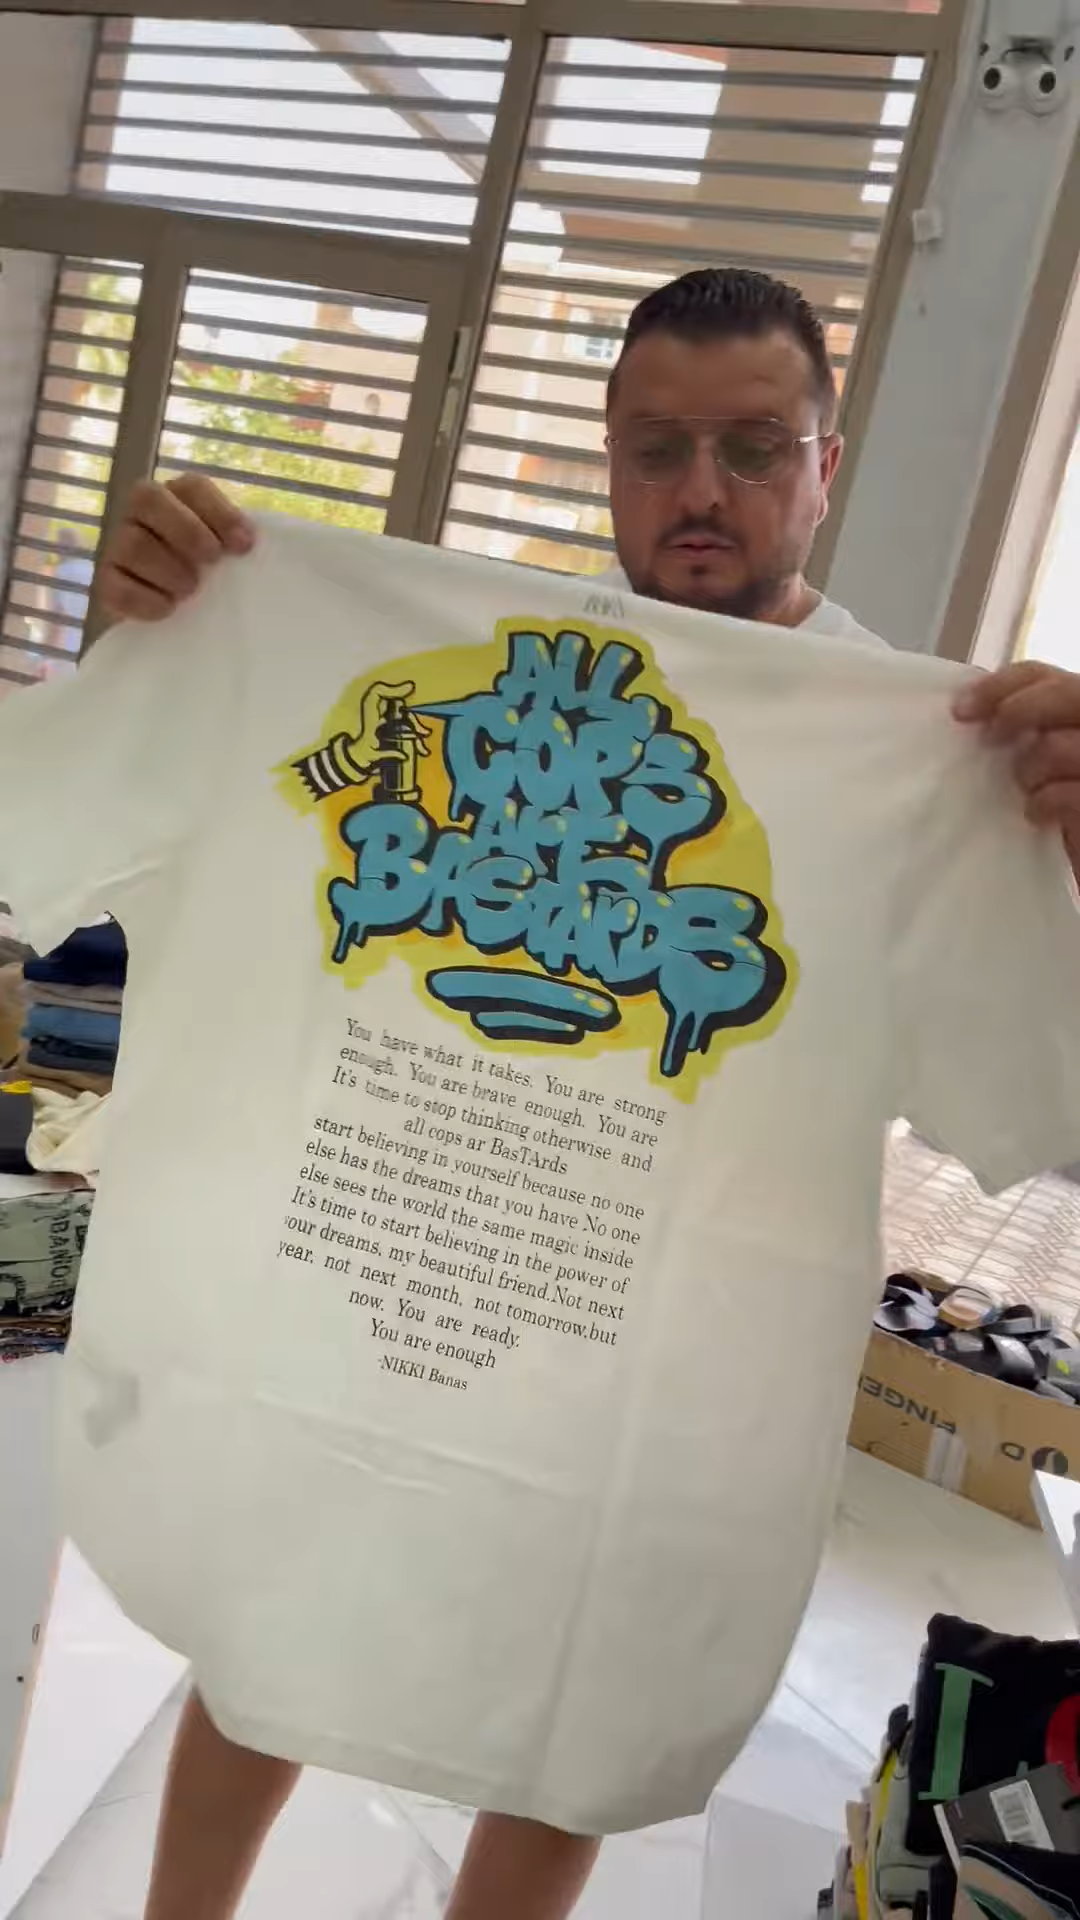 ALL
COPS
ARE
BASTARDS
You have what it takes. You are strong
enough. You are brave enough. You are
It's time to stop thinking otherwise and
all cops ar BasTArds
start believing in yourself because no one
else has the dreams that you have No one
else sees the world the same magic inside
It's time to start believing in the power of
your dreams, my beautiful friend.Not next
year, not next month, not tomorrow.but
now. You are ready.
You are enough
-NIKKI Banas